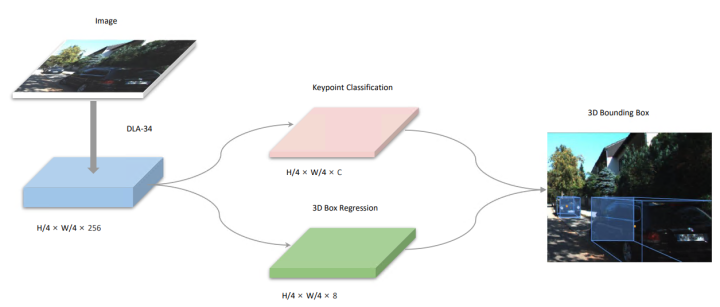 Image
DLA-34
H/4 × W/4 × 256
Keypoint Classification
H/4 × W/4 × C
3D Box Regression
H/4 × W/4 × 8
3D Bounding Box